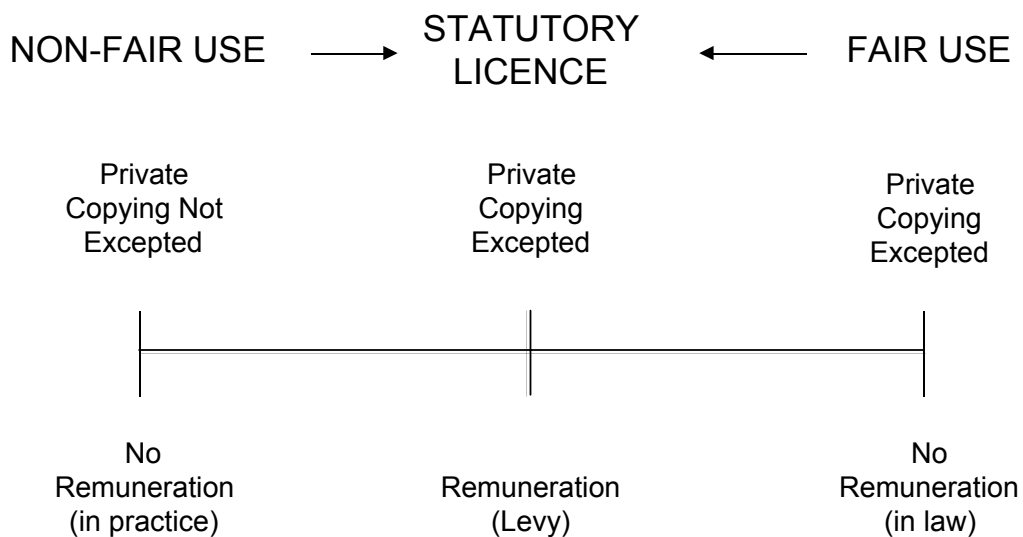 NON-FAIR USE
STATUTORY
LICENCE
FAIR USE
Private
Copying Not
Excepted
Private
Copying
Excepted
Private
Copying
Excepted
No
Remuneration
(in practice)
Remuneration
(Levy)
No
Remuneration
(in law)